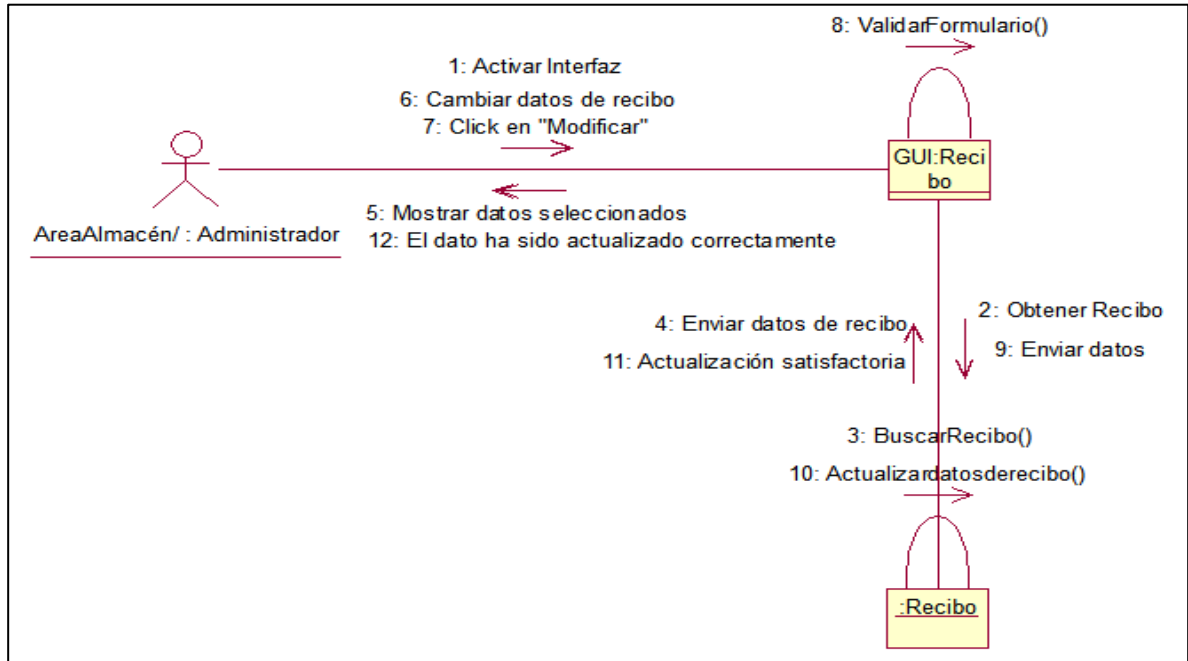 8: ValidarFormulario()
1: Activar Interfaz
6: Cambiar datos de recibo
7: Click en "Modificar"
GUI:Reci
bo
AreaAlmacén/ : Administrador
5: Mostrar datos seleccionados
12: El dato ha sido actualizado correctamente
4: Enviar datos de recibo
11: Actualización satisfactoria
2: Obtener Recibo
9: Enviar datos
3: BuscarRecibo()
10: Actualizardatosderecibo()
:Recibo